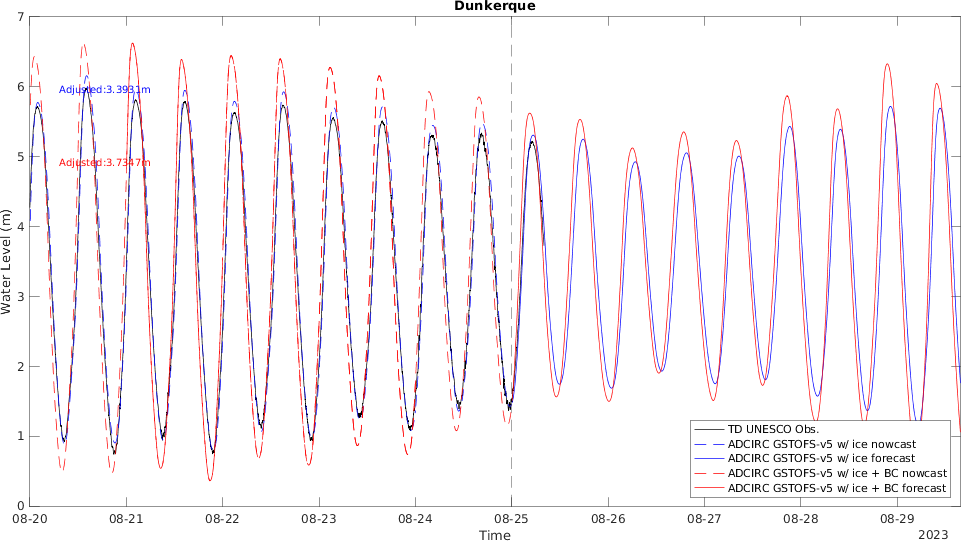 Dunkerque
7
6
5
4
3
2
1
0
Water Level (m)
Adjusted:3.3931m
Adjusted:3.7347m
TD UNESCO Obs.
ADCIRC GSTOFS-v5 w/ ice nowcast
ADCIRC GSTOFS-v5 w/ ice forecast
ADCIRC GSTOFS-v5 w/ ice + BC nowcast
ADCIRC GSTOFS-v5 w/ ice + BC forecast
08-20 08-21 08-22 08-23 08-24 08-25 08-26 08-27 08-28 08-29
Time
2023